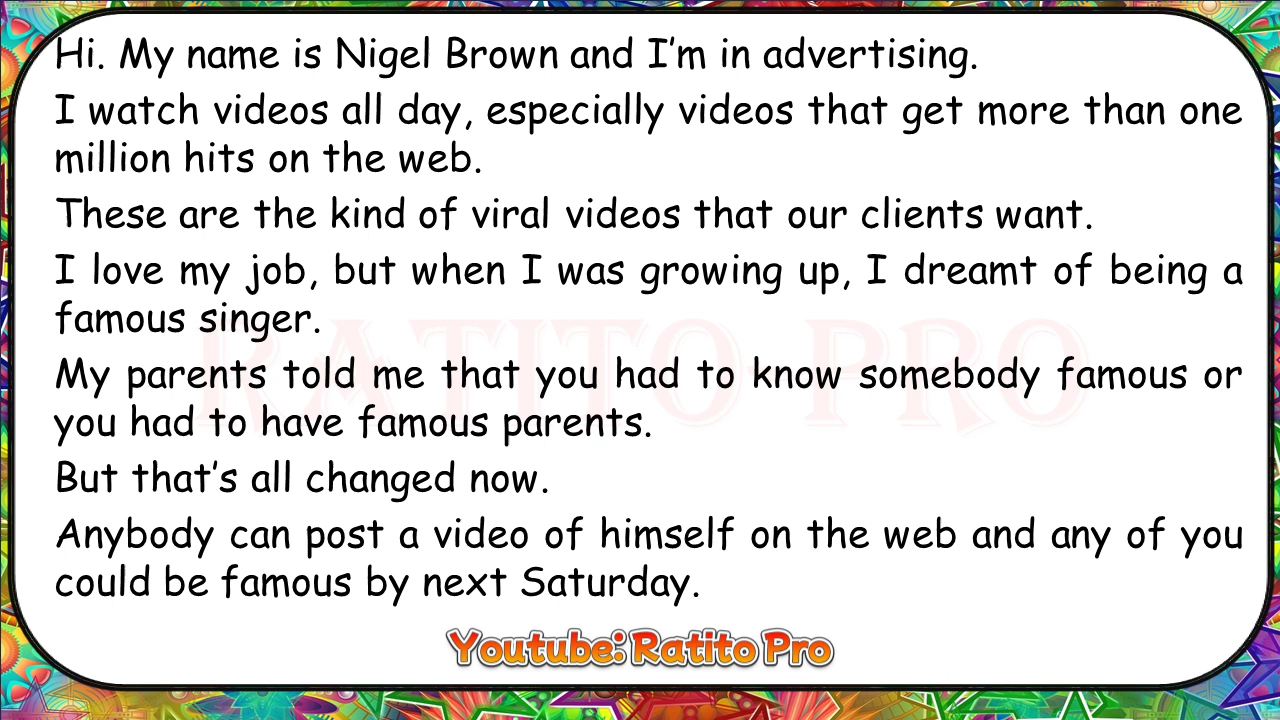 Hi. My name is Nigel Brown and I’m in advertising.
I watch videos all day, especially videos that get more than one
million hits on the web.
These are the kind of viral videos that our clients want.
I love my job, but when I was growing up, I dreamt of being a
famous singer.
RATITO PRO
My parents told me that you had to know somebody famous or
you had to have famous parents.
But that’s all changed now.
Anybody can post a video of himself on the web and any of you
could be famous by next Saturday.
Youtube: Ratito Pro